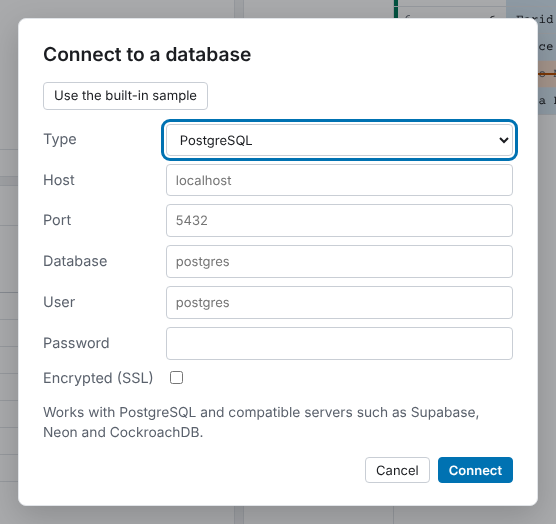 Connect to a database
Use the built-in sample
Type PostgreSQL
Host localhost
Port 5432
Database postgres
User postgres
Password
Encrypted (SSL)
Works with PostgreSQL and compatible servers such as Supabase,
Neon and CockroachDB.
Cancel Connect